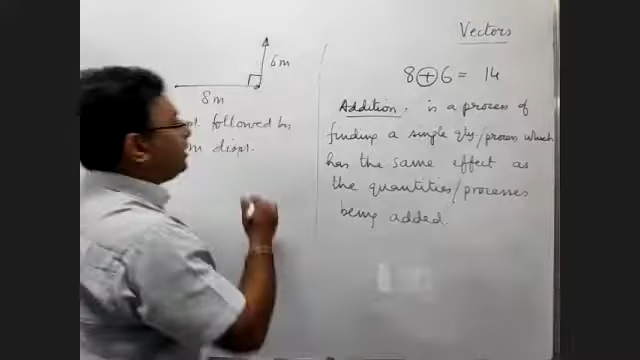 Vectors
6m
8m
followed by
m displ.
8 + 6 = 14
Addition. is a process of
finding a single qty/process which
has the same effect as
the quantities/processes
being added.